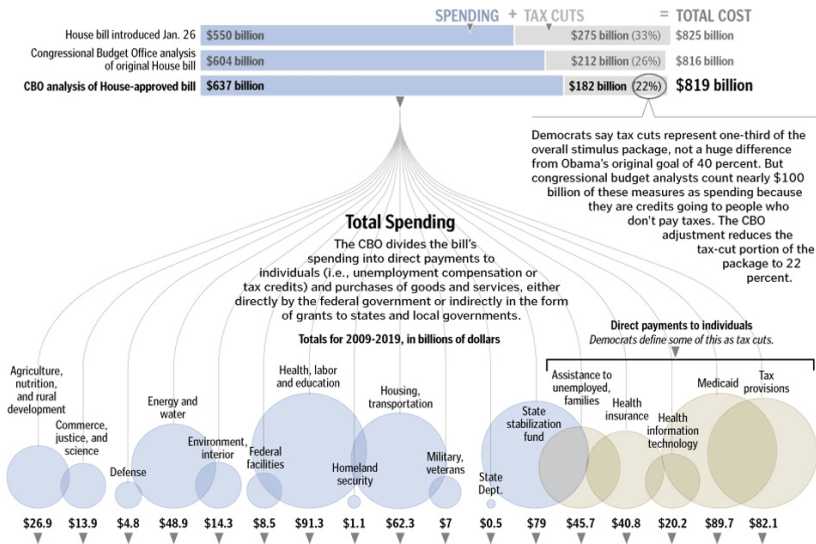 SPENDING + TAX CUTS = TOTAL COST
House bill introduced Jan. 26 $550 billion $275 billion (33%) $825 billion
Congressional Budget Office analysis
of original House bill $604 billion $212 billion (26%) $816 billion
CBO analysis of House-approved bill $637 billion $182 billion (22%) $819 billion
Democrats say tax cuts represent one-third of the
overall stimulus package, not a huge difference
from Obama's original goal of 40 percent. But
congressional budget analysts count nearly $100
billion of these measures as spending because
they are credits going to people who
don't pay taxes. The CBO
adjustment reduces the
tax-cut portion of the
package to 22
percent.
Total Spending
The CBO divides the bill's
spending into direct payments to
individuals (i.e., unemployment compensation or
tax credits) and purchases of goods and services, either
directly by the federal government or indirectly in the form
of grants to states and local governments.
Totals for 2009-2019, in billions of dollars
Direct payments to individuals
Democrats define some of this as tax cuts.
Agriculture,
nutrition,
and rural
development
Commerce,
justice, and
science
Defense
Energy and
water
Environment,
interior
Federal
facilities
Health, labor
and education
Homeland
security
Housing,
transportation
Military,
veterans
State
Dept.
State
stabilization
fund
Assistance to
unemployed,
families
Health
insurance
Health
information
technology
Medicaid
Tax
provisions
$26.9 $13.9 $4.8 $48.9 $14.3 $8.5 $91.3 $1.1 $62.3 $7 $0.5 $79 $45.7 $40.8 $20.2 $89.7 $82.1